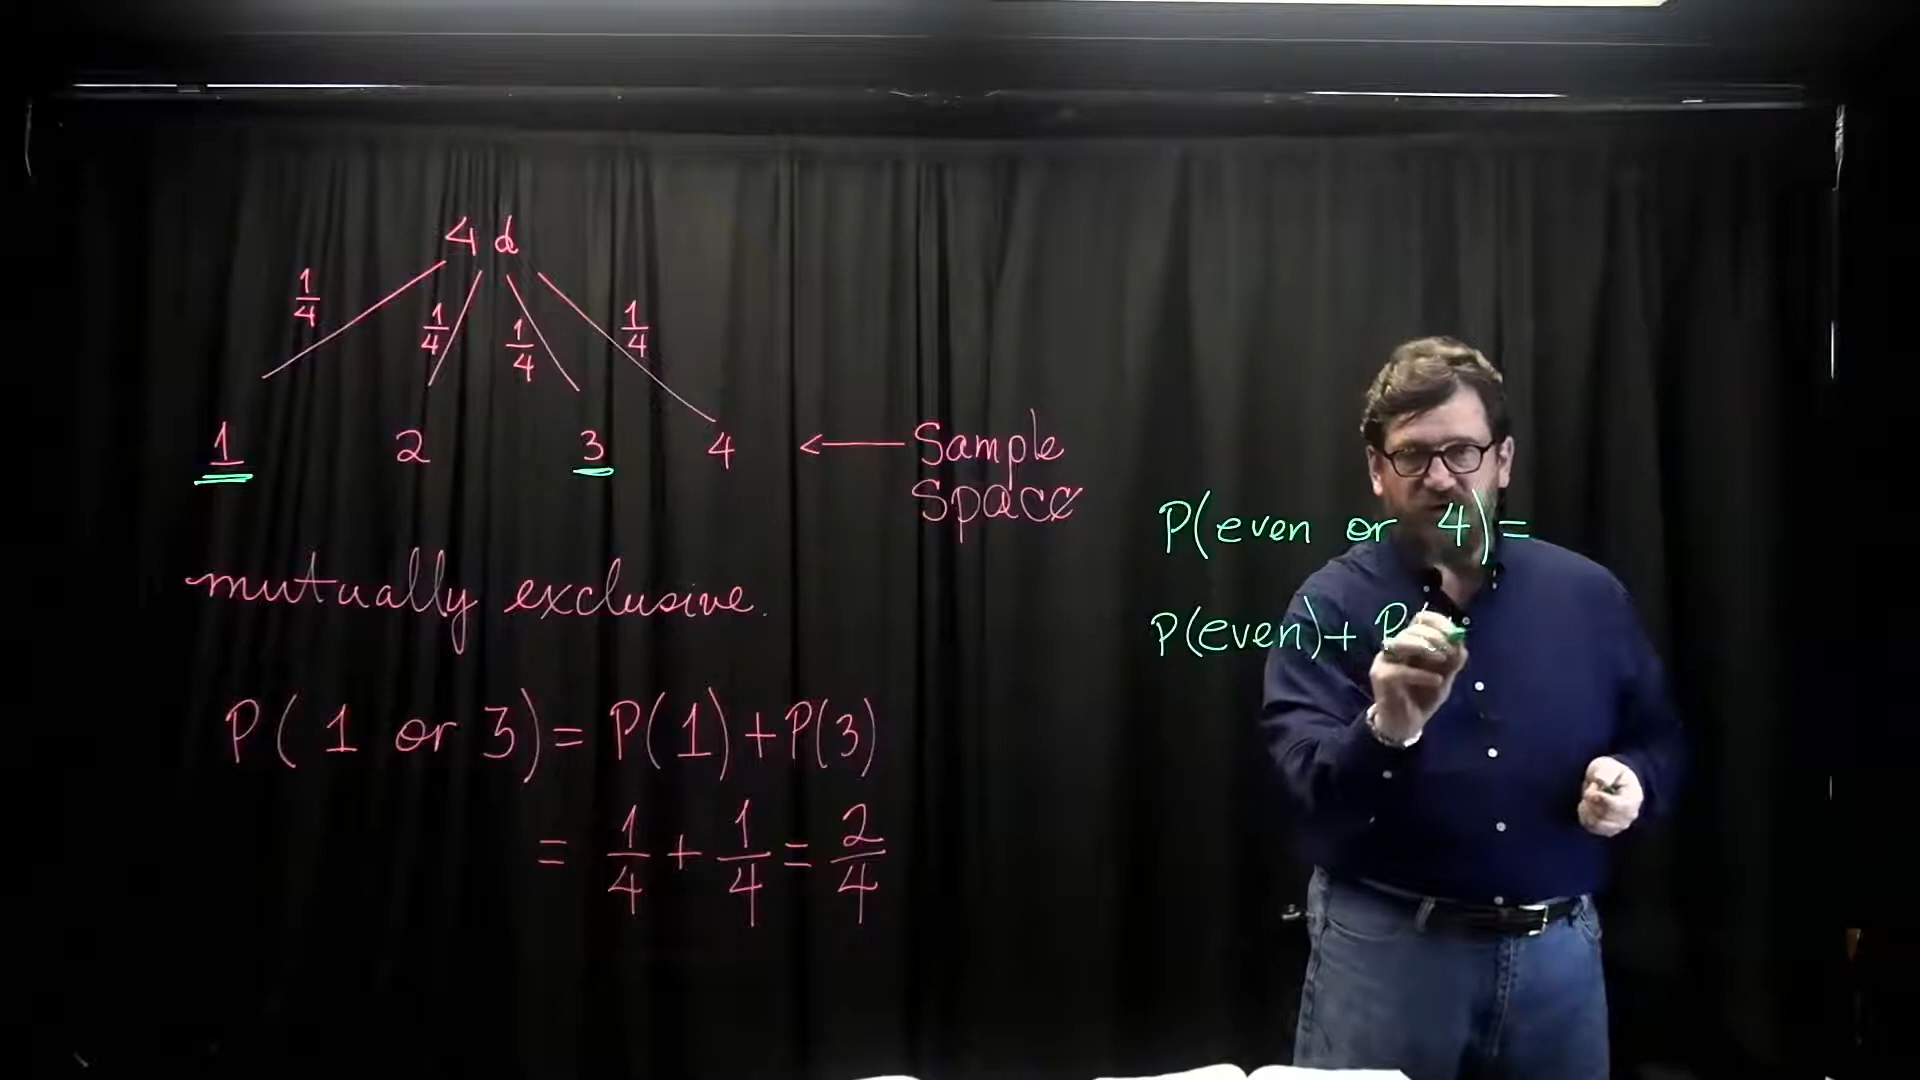 4d
1/4 1/4 1/4 1/4
1 2 3 4 ← Sample
Space
mutually exclusive.
P(1 or 3) = P(1) + P(3)
= 1/4 + 1/4 = 2/4
P(even or 4) =
P(even) + P(